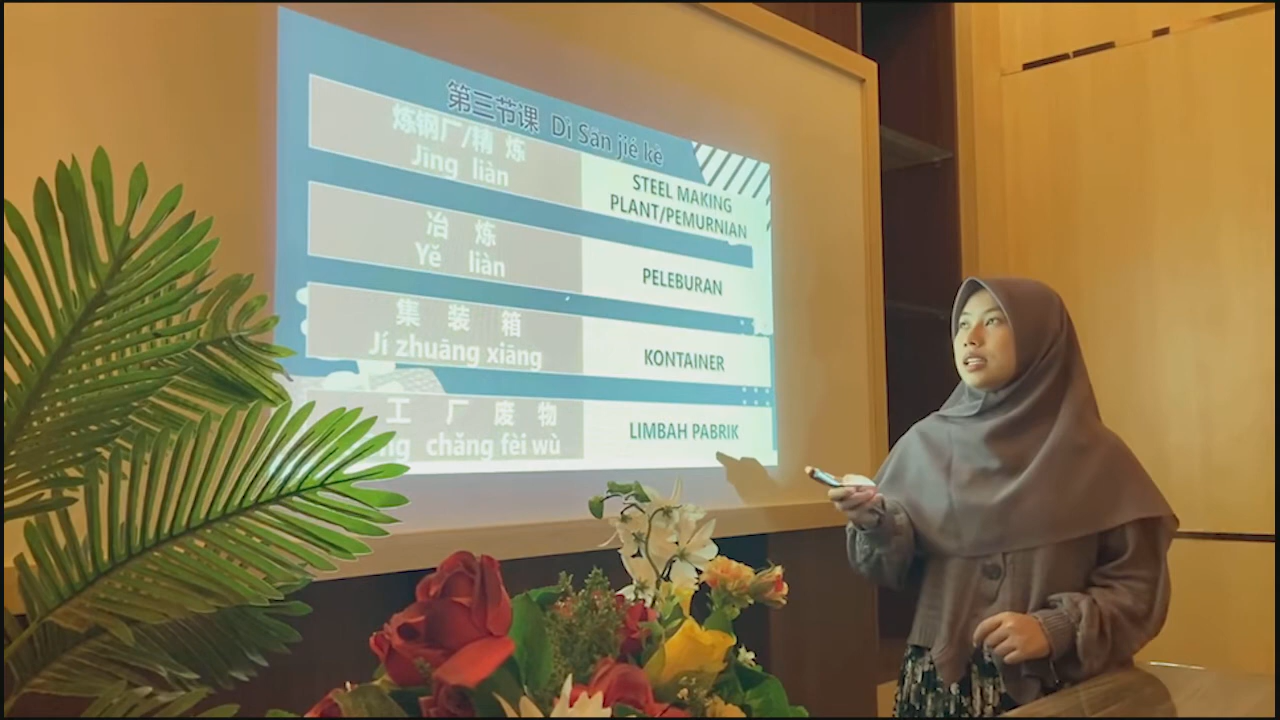 第三节课 Dì Sān jié kè
炼钢厂/精 炼
Jīng liàn
STEEL MAKING
PLANT/PEMURNIAN
冶 炼
Yě liàn
PELEBURAN
集 装 箱
Jí zhuāng xiāng
KONTAINER
工 厂 废 物
chǎng fèi wù
LIMBAH PABRIK